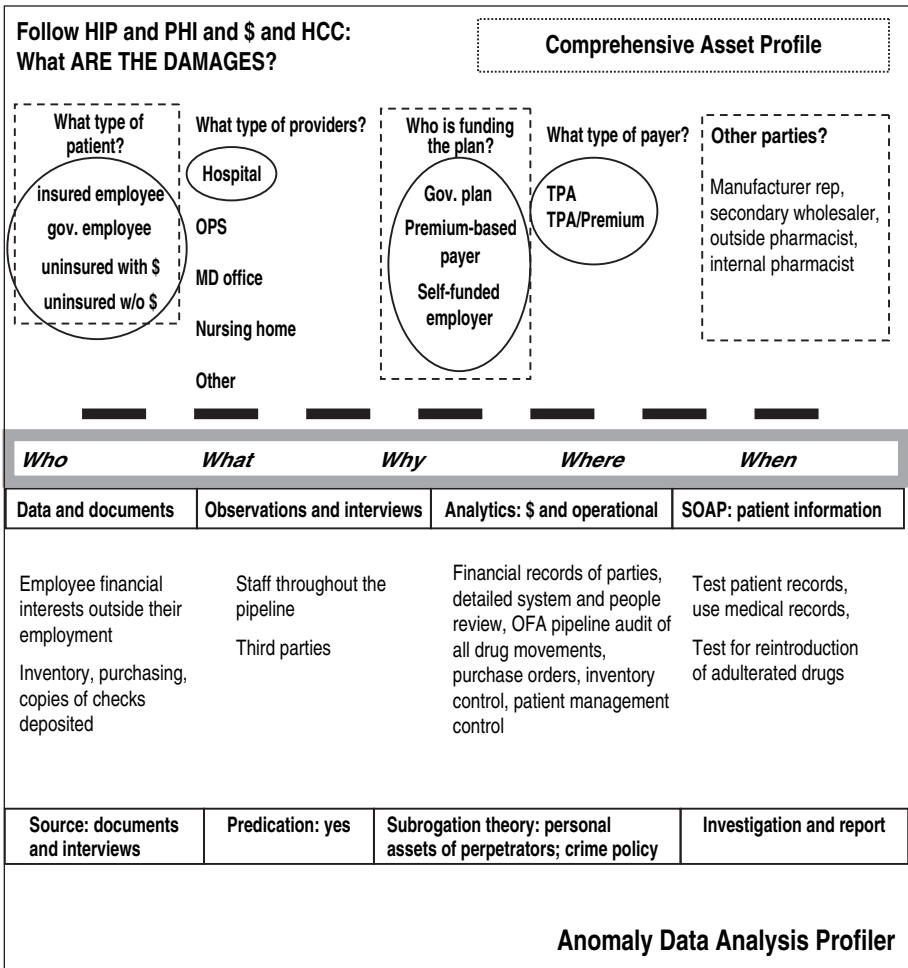 Follow HIP and PHI and $ and HCC:
What ARE THE DAMAGES?
Comprehensive Asset Profile
What type of
patient?
insured employee
gov. employee
uninsured with $
uninsured w/o $
What type of providers?
Hospital
OPS
MD office
Nursing home
Other
Who is funding
the plan?
Gov. plan
Premium-based
payer
Self-funded
employer
What type of payer?
TPA
TPA/Premium
Other parties?
Manufacturer rep,
secondary wholesaler,
outside pharmacist,
internal pharmacist
Who What Why Where When
Data and documents
Employee financial
interests outside their
employment
Inventory, purchasing,
copies of checks
deposited
Observations and interviews
Staff throughout the
pipeline
Third parties
Analytics: $ and operational
Financial records of parties,
detailed system and people
review, OFA pipeline audit of
all drug movements,
purchase orders, inventory
control, patient management
control
SOAP: patient information
Test patient records,
use medical records,
Test for reintroduction
of adulterated drugs
Source: documents
and interviews
Predication: yes
Subrogation theory: personal
assets of perpetrators; crime policy
Investigation and report
Anomaly Data Analysis Profiler